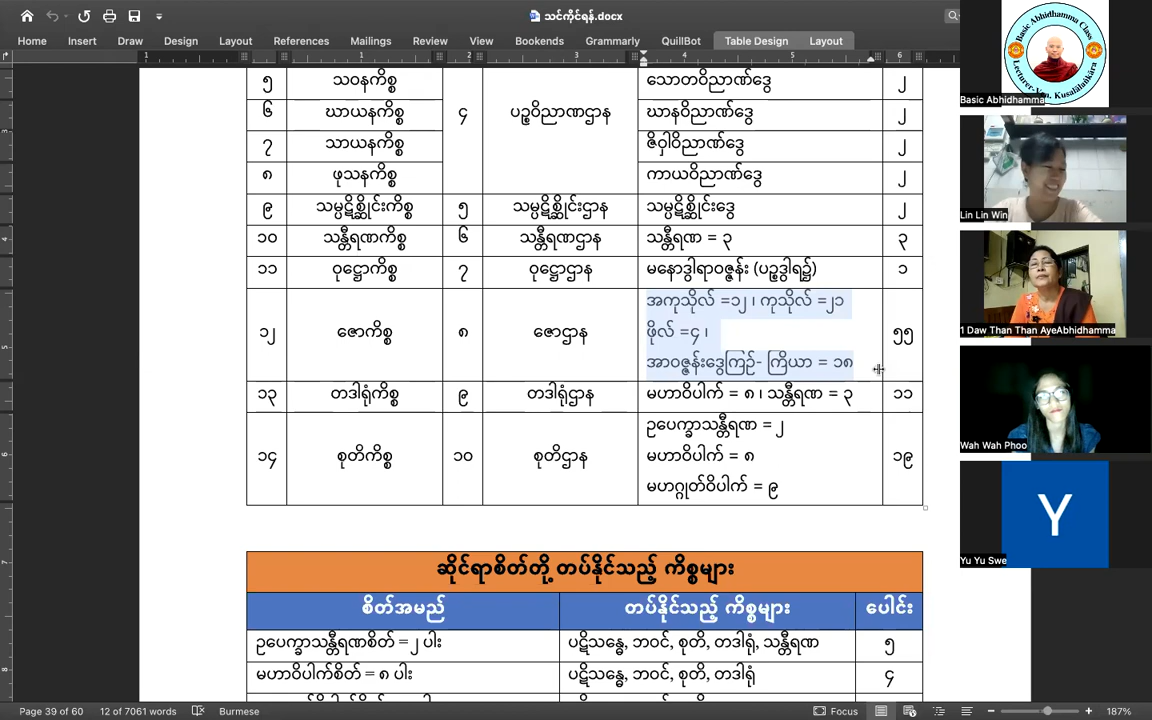 သင်ကိုင်ရန်.docx
Home Insert Draw Design Layout References Mailings Review View Bookends Grammarly QuillBot Table Design Layout
၅ သဝနကိစ္စ သောတဝိညာဏ်ဒွေ ၂
၆ ဃာယနကိစ္စ ၄ ပဉ္စဝိညာဏဌာန ဃာနဝိညာဏ်ဒွေ ၂
၇ သာယနကိစ္စ ဇိဝှါဝိညာဏ်ဒွေ ၂
၈ ဖုသနကိစ္စ ကာယဝိညာဏ်ဒွေ ၂
၉ သမ္ပဋိစ္ဆိုင်းကိစ္စ ၅ သမ္ပဋိစ္ဆိုင်းဌာန သမ္ပဋိစ္ဆိုင်းဒွေ ၂
၁၀ သန္တီရဏကိစ္စ ၆ သန္တီရဏဌာန သန္တီရဏ = ၃ ၃
၁၁ ဝုဋ္ဌောကိစ္စ ၇ ဝုဋ္ဌောဌာန မနောဒွါရာဝဇ္ဇန်း (ပဉ္စဒွါရ၌) ၁
အကုသိုလ် =၁၂ ၊ ကုသိုလ် =၂၁
၁၂ ဇောကိစ္စ ၈ ဇောဌာန ဖိုလ် =၄ ၊ ၅၅
အာဝဇ္ဇန်းဒွေကြဉ်- ကြိယာ = ၁၈
၁၃ တဒါရုံကိစ္စ ၉ တဒါရုံဌာန မဟာဝိပါက် = ၈ ၊ သန္တီရဏ = ၃ ၁၁
ဥပေက္ခာသန္တီရဏ = ၂
၁၄ စုတိကိစ္စ ၁၀ စုတိဌာန မဟာဝိပါက် = ၈ ၁၉
မဟဂ္ဂုတ်ဝိပါက် = ၉
ဆိုင်ရာစိတ်တို့ တပ်နိုင်သည့် ကိစ္စများ
စိတ်အမည် တပ်နိုင်သည့် ကိစ္စများ ပေါင်း
ဥပေက္ခာသန္တီရဏစိတ် =၂ ပါး ပဋိသန္ဓေ, ဘဝင်, စုတိ, တဒါရုံ, သန္တီရဏ ၅
မဟာဝိပါက်စိတ် = ၈ ပါး ပဋိသန္ဓေ, ဘဝင်, စုတိ, တဒါရုံ ၄
Page 39 of 60 12 of 7061 words Burmese Focus 187%
Basic Abhidhamma Class
Lecturer-Ven. Kusalālaṅkāra
Basic Abhidhamma
Lin Lin Win
1 Daw Than Than AyeAbhidhamma
Wah Wah Phoo
Y
Yu Yu Swe